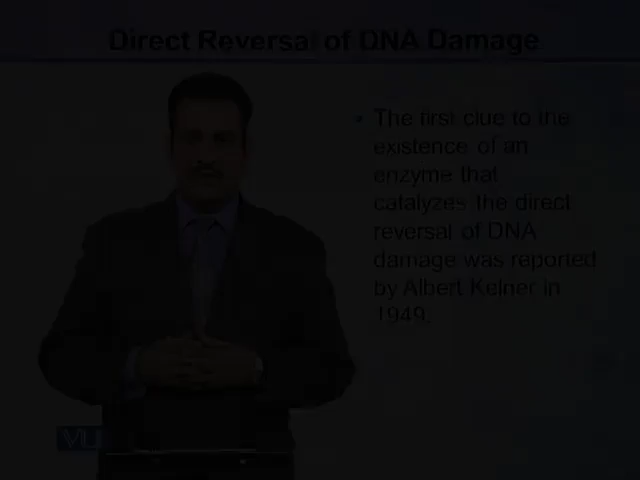 Direct Reversal of DNA Damage
• The first clue to the
existence of an
enzyme that
catalyzes the direct
reversal of DNA
damage was reported
by Albert Kelner in
1949.
VU